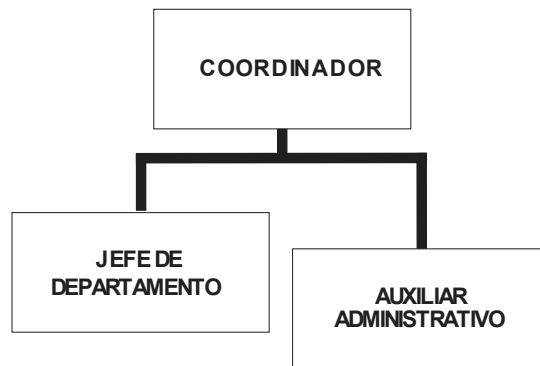 COORDINADOR
JEFE DE
DEPARTAMENTO
AUXILIAR
ADMINISTRATIVO